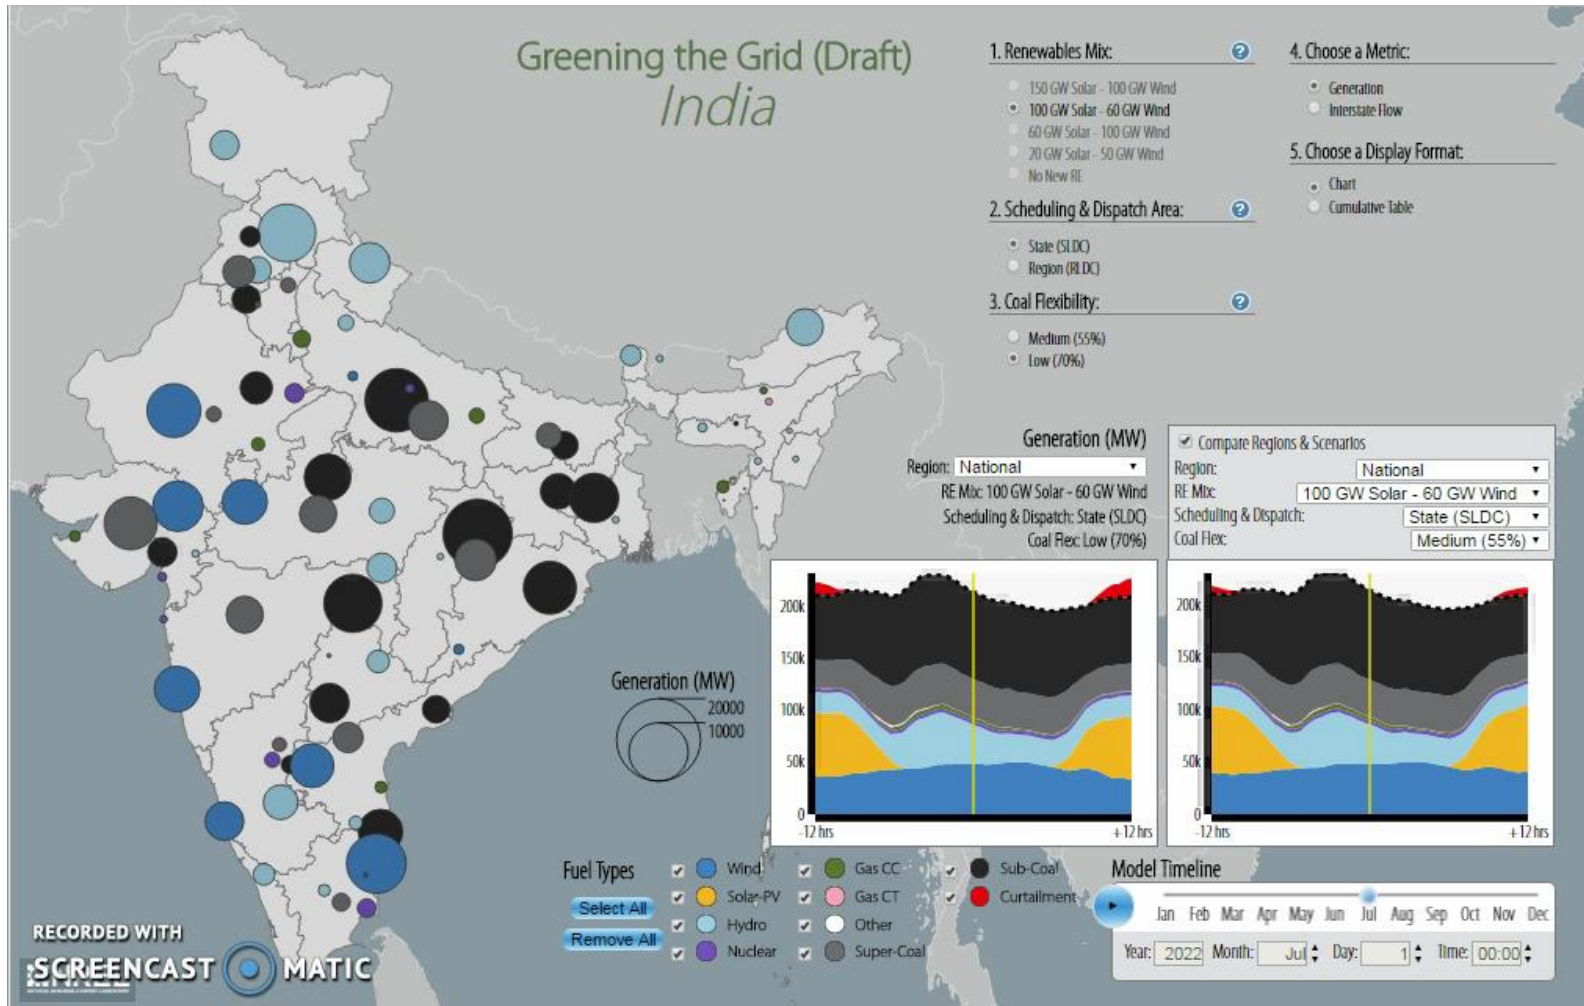 Greening the Grid (Draft)
India
1. Renewables Mix: ?
150 GW Solar - 100 GW Wind
100 GW Solar - 60 GW Wind
60 GW Solar - 100 GW Wind
20 GW Solar - 50 GW Wind
No New RE
2. Scheduling & Dispatch Area: ?
State (SLDC)
Region (RLDC)
3. Coal Flexibility: ?
Medium (55%)
Low (70%)
4. Choose a Metric:
Generation
Interstate Flow
5. Choose a Display Format:
Chart
Cumulative Table
Generation (MW)
Region: National
RE Mix: 100 GW Solar - 60 GW Wind
Scheduling & Dispatch: State (SLDC)
Coal Flex: Low (70%)
Compare Regions & Scenarios
Region: National
RE Mix: 100 GW Solar - 60 GW Wind
Scheduling & Dispatch: State (SLDC)
Coal Flex: Medium (55%)
200k
150k
100k
50k
0
-12 hrs +12 hrs
200k
150k
100k
50k
0
-12 hrs +12 hrs
Generation (MW)
20000
10000
Fuel Types
Select All
Remove All
Wind
Solar-PV
Hydro
Nuclear
Gas CC
Gas CT
Other
Super-Coal
Sub-Coal
Curtailment
Model Timeline
Jan Feb Mar Apr May Jun Jul Aug Sep Oct Nov Dec
Year: 2022 Month: Jul Day: 1 Time: 00:00
RECORDED WITH
SCREENCAST MATIC